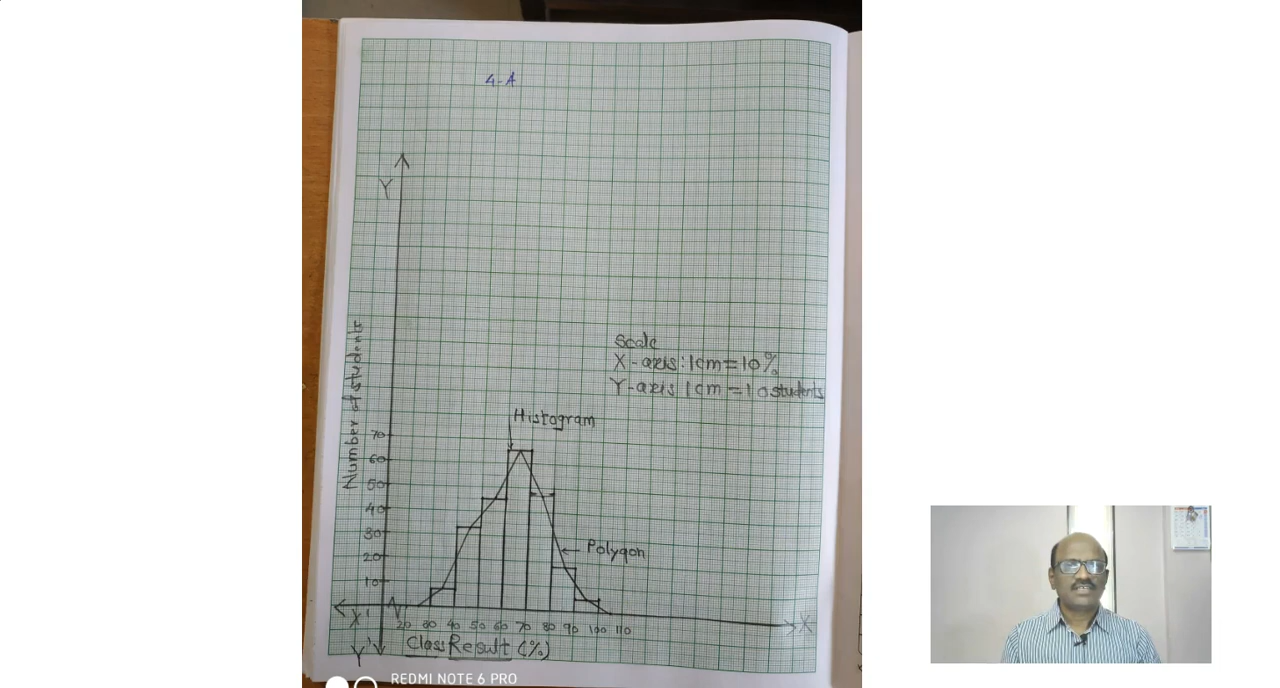 4-A
Y
Scale
X-axis: 1cm = 10%
Y-axis 1cm = 10 students
Histogram
Number of students
70
60
50
40
30
20
10
Polygon
X' 20 30 40 50 60 70 80 90 100 110 X
Y' Class Result (%)
REDMI NOTE 6 PRO